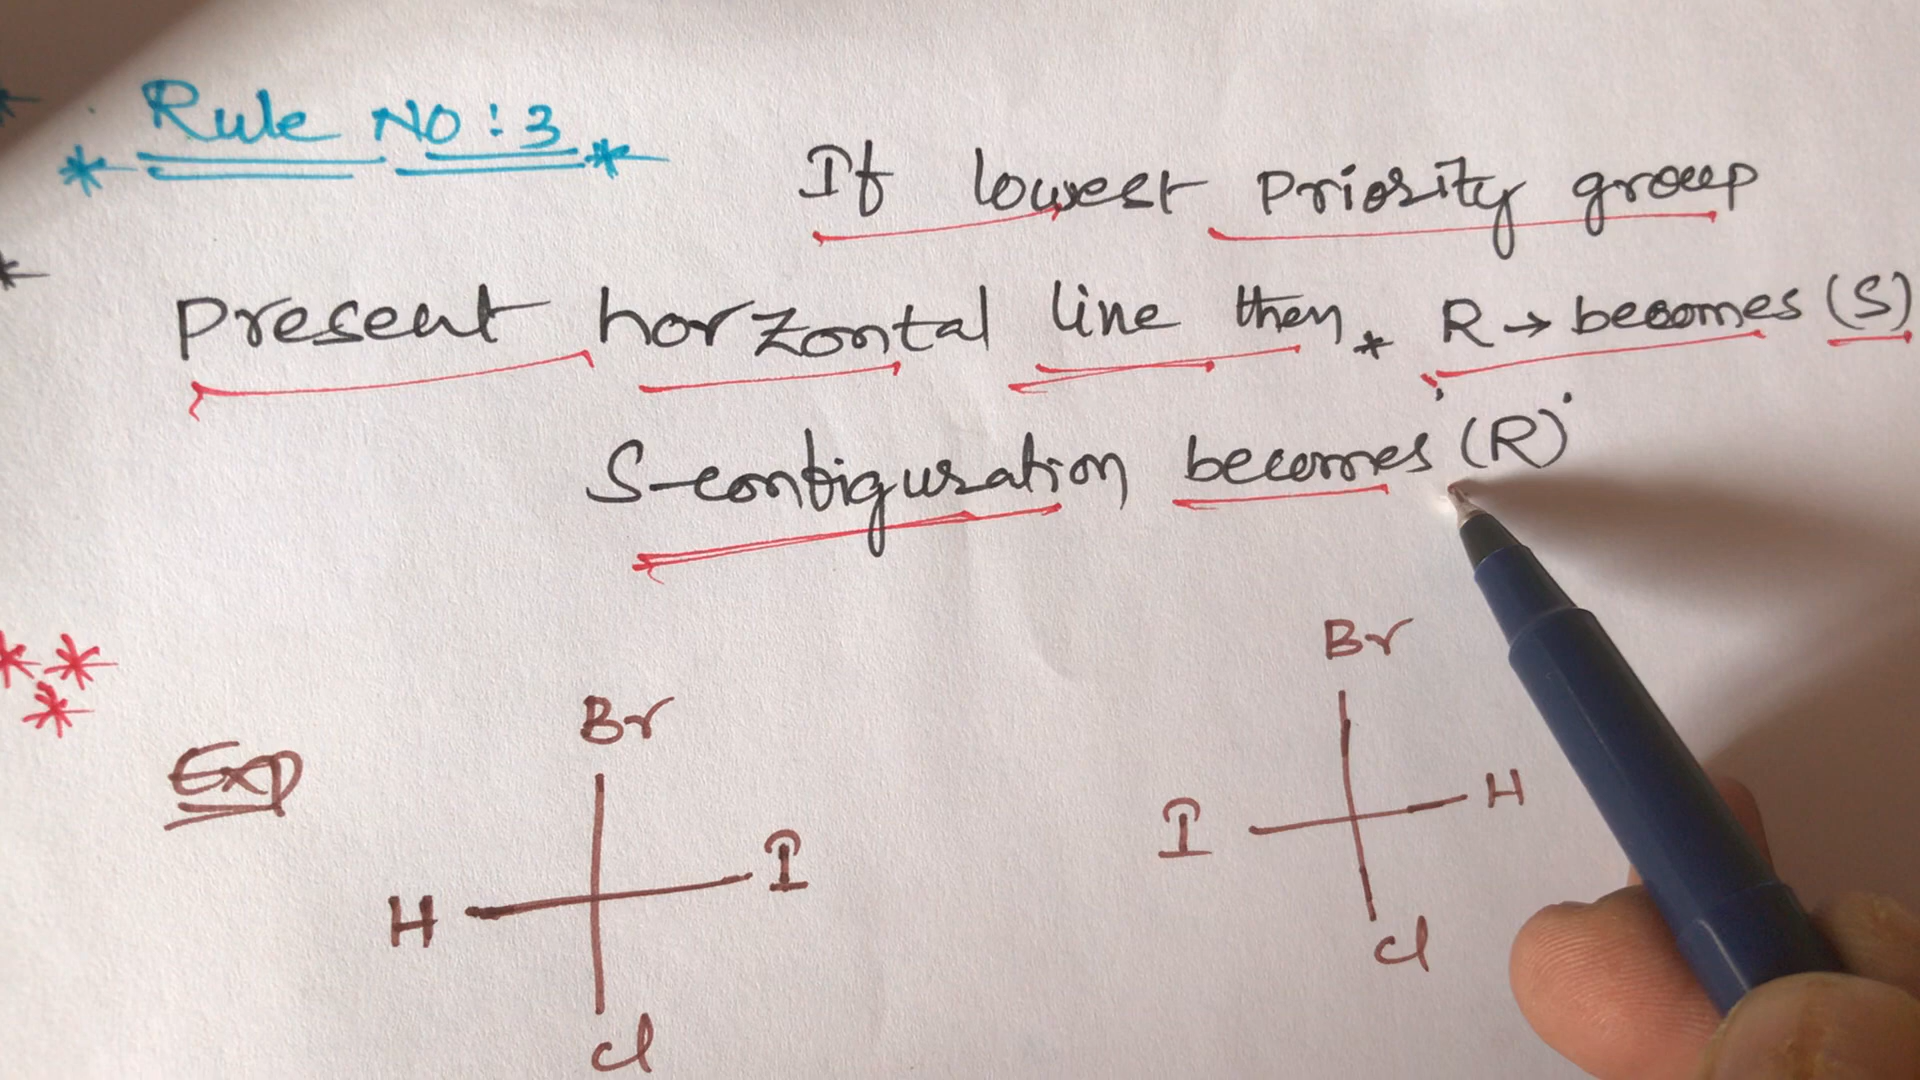 Rule NO: 3
If lowest priority group
present horzontal line then * R → becomes (S)
S-configuration becomes (R)
Exp
Br
H
I
Cl
Br
I
H
Cl